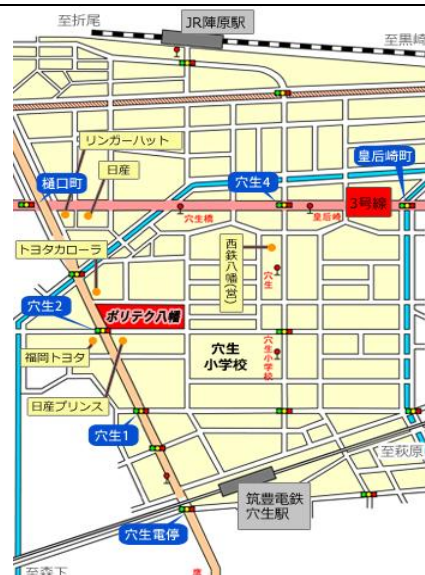 至折尾
JR陣原駅
至黒崎
リンガーハット
日産
樋口町
穴生4
皇后崎町
3号線
穴生橋
皇后崎
トヨタカローラ
西鉄八幡(営)
穴生
穴生2
ポリテク八幡
福岡トヨタ
穴生
小学校
穴生小学校
日産プリンス
穴生1
至萩原
筑豊電鉄
穴生駅
穴生電停
至森下